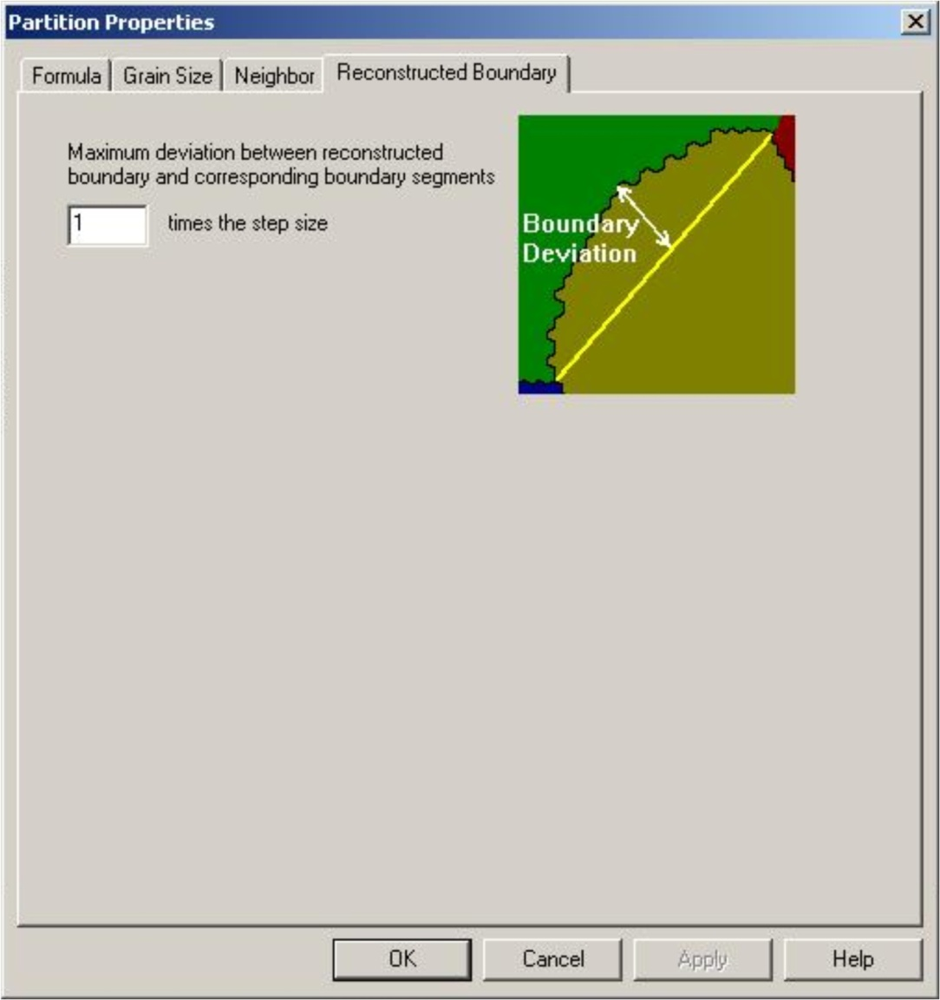 Partition Properties
Formula
Grain Size
Neighbor
Reconstructed Boundary
Maximum deviation between reconstructed
boundary and corresponding boundary segments
1
times the step size
Boundary
Deviation
OK
Cancel
Apply
Help